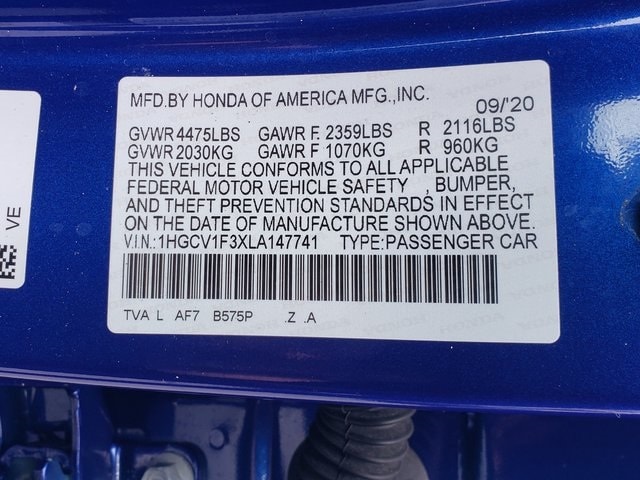 MFD.BY HONDA OF AMERICA MFG.,INC. 09/'20
GVWR 4475LBS GAWR F. 2359LBS R 2116LBS
GVWR 2030KG GAWR F 1070KG R 960KG
THIS VEHICLE CONFORMS TO ALL APPLICABLE
FEDERAL MOTOR VEHICLE SAFETY , BUMPER,
AND THEFT PREVENTION STANDARDS IN EFFECT
ON THE DATE OF MANUFACTURE SHOWN ABOVE.
V.I.N.:1HGCV1F3XLA147741 TYPE:PASSENGER CAR
TVA L AF7 B575P .Z .A
VE